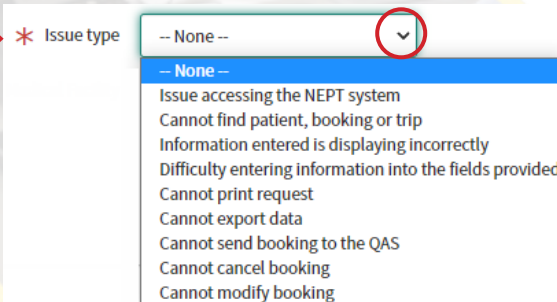 * Issue type
-- None --
-- None --
Issue accessing the NEPT system
Cannot find patient, booking or trip
Information entered is displaying incorrectly
Difficulty entering information into the fields provided
Cannot print request
Cannot export data
Cannot send booking to the QAS
Cannot cancel booking
Cannot modify booking